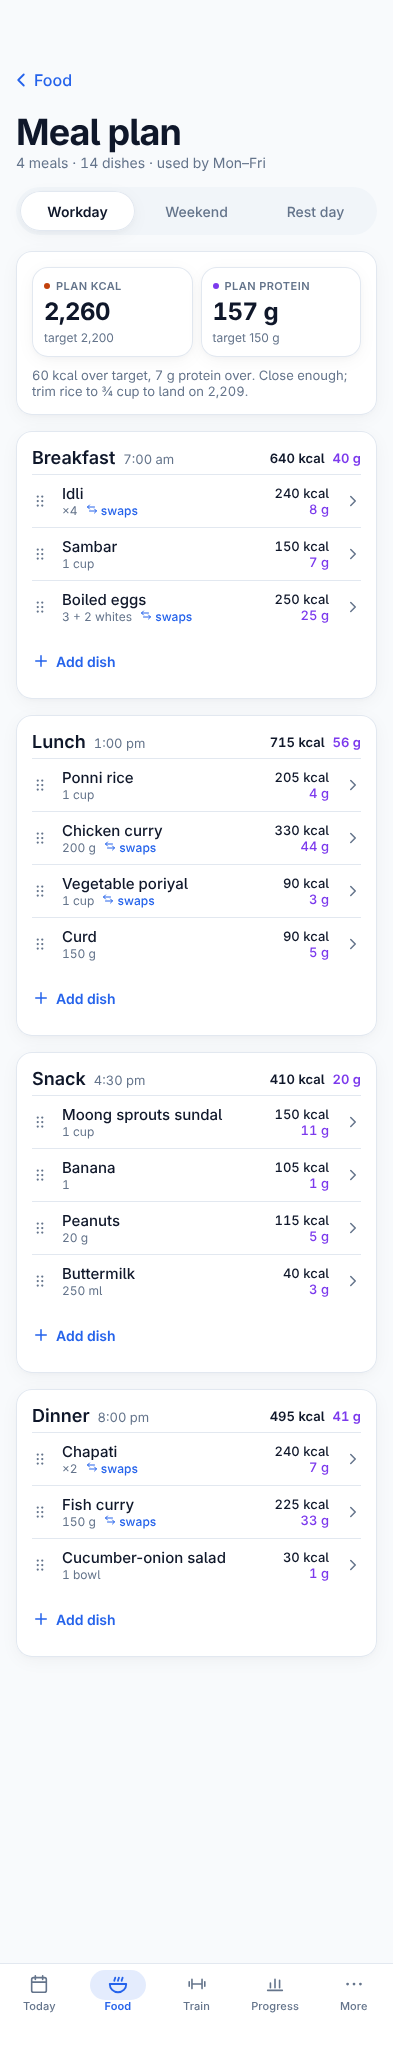 Food
Meal plan
4 meals · 14 dishes · used by Mon–Fri
Workday Weekend Rest day
PLAN KCAL
2,260
target 2,200
PLAN PROTEIN
157 g
target 150 g
60 kcal over target, 7 g protein over. Close enough;
trim rice to ¾ cup to land on 2,209.
Breakfast 7:00 am 640 kcal 40 g
Idli 240 kcal
×4 swaps 8 g
Sambar 150 kcal
1 cup 7 g
Boiled eggs 250 kcal
3 + 2 whites swaps 25 g
Add dish
Lunch 1:00 pm 715 kcal 56 g
Ponni rice 205 kcal
1 cup 4 g
Chicken curry 330 kcal
200 g swaps 44 g
Vegetable poriyal 90 kcal
1 cup swaps 3 g
Curd 90 kcal
150 g 5 g
Add dish
Snack 4:30 pm 410 kcal 20 g
Moong sprouts sundal 150 kcal
1 cup 11 g
Banana 105 kcal
1 1 g
Peanuts 115 kcal
20 g 5 g
Buttermilk 40 kcal
250 ml 3 g
Add dish
Dinner 8:00 pm 495 kcal 41 g
Chapati 240 kcal
×2 swaps 7 g
Fish curry 225 kcal
150 g swaps 33 g
Cucumber-onion salad 30 kcal
1 bowl 1 g
Add dish
Today Food Train Progress More